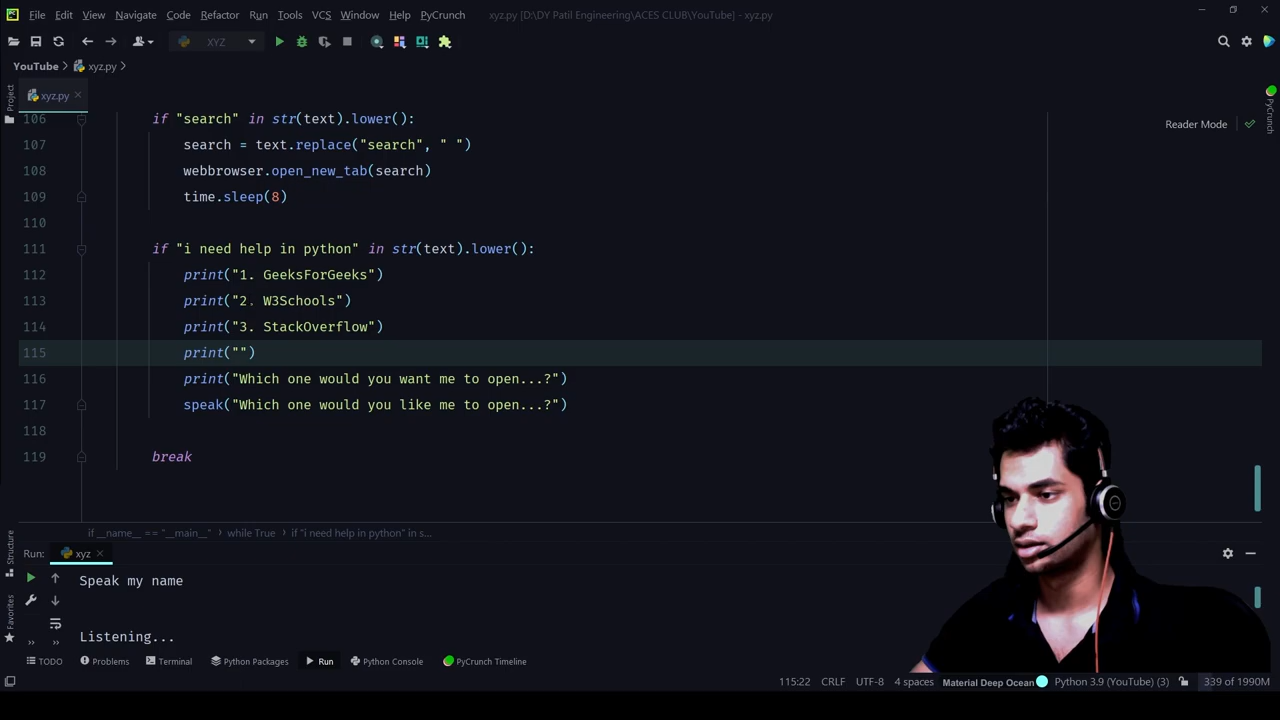 File Edit View Navigate Code Refactor Run Tools VCS Window Help PyCrunch xyz.py [D:\DY Patil Engineering\ACES CLUB\YouTube] - xyz.py
XYZ
YouTube xyz.py
Project
xyz.py
PyCrunch
Reader Mode
106 if "search" in str(text).lower():
107 search = text.replace("search", " ")
108 webbrowser.open_new_tab(search)
109 time.sleep(8)
110
111 if "i need help in python" in str(text).lower():
112 print("1. GeeksForGeeks")
113 print("2. W3Schools")
114 print("3. StackOverflow")
115 print("")
116 print("Which one would you want me to open...?")
117 speak("Which one would you like me to open...?")
118
119 break
if __name__ == "__main__" while True if "i need help in python" in s...
Structure
Run: xyz
Speak my name
Favorites
Listening...
TODO Problems Terminal Python Packages Run Python Console PyCrunch Timeline
115:22 CRLF UTF-8 4 spaces Material Deep Ocean Python 3.9 (YouTube) (3) 339 of 1990M